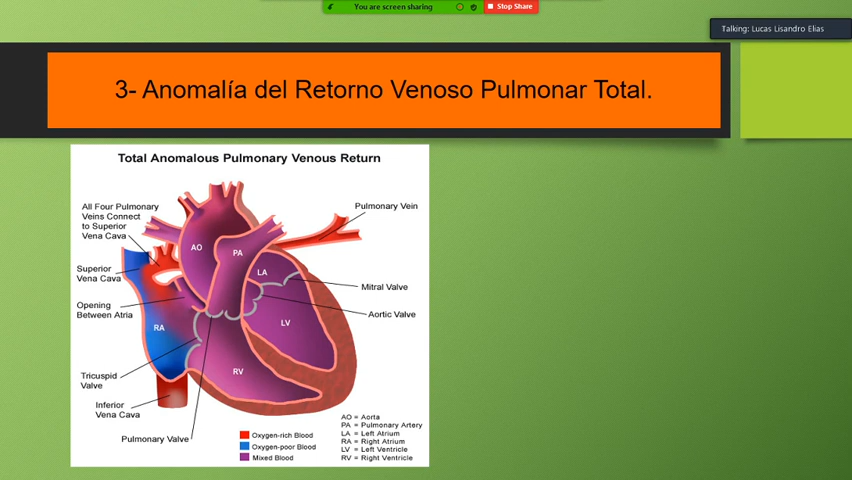 You are screen sharing
Stop Share
Talking: Lucas Lisandro Elias
3- Anomalía del Retorno Venoso Pulmonar Total.
Total Anomalous Pulmonary Venous Return
All Four Pulmonary
Veins Connect
to Superior
Vena Cava
Pulmonary Vein
AO
PA
LA
Superior
Vena Cava
Mitral Valve
Opening
Between Atria
Aortic Valve
RA
LV
Tricuspid
Valve
RV
Inferior
Vena Cava
Pulmonary Valve
Oxygen-rich Blood
Oxygen-poor Blood
Mixed Blood
AO = Aorta
PA = Pulmonary Artery
LA = Left Atrium
RA = Right Atrium
LV = Left Ventricle
RV = Right Ventricle